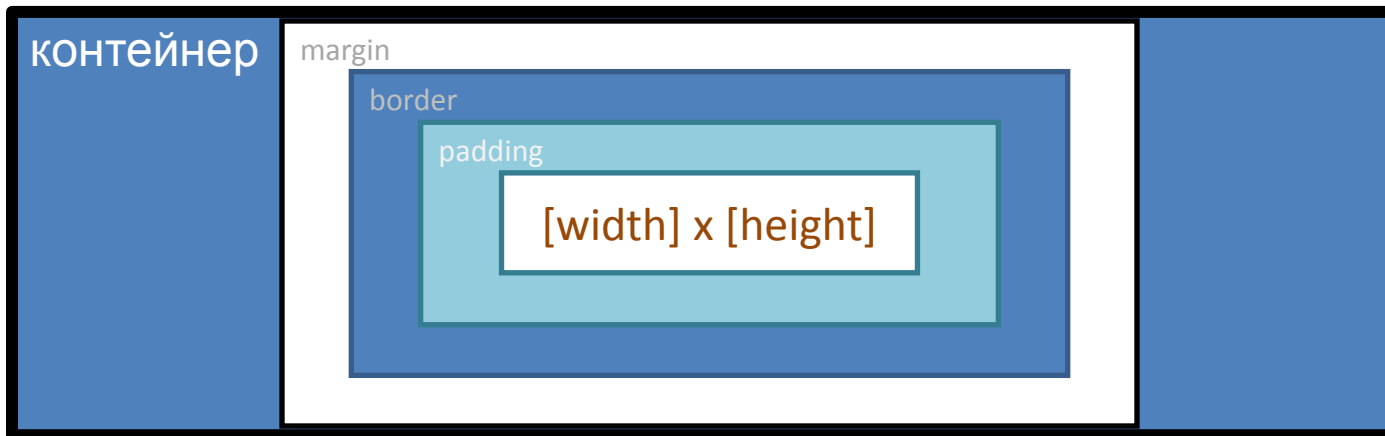 контейнер
margin
border
padding
[width] x [height]